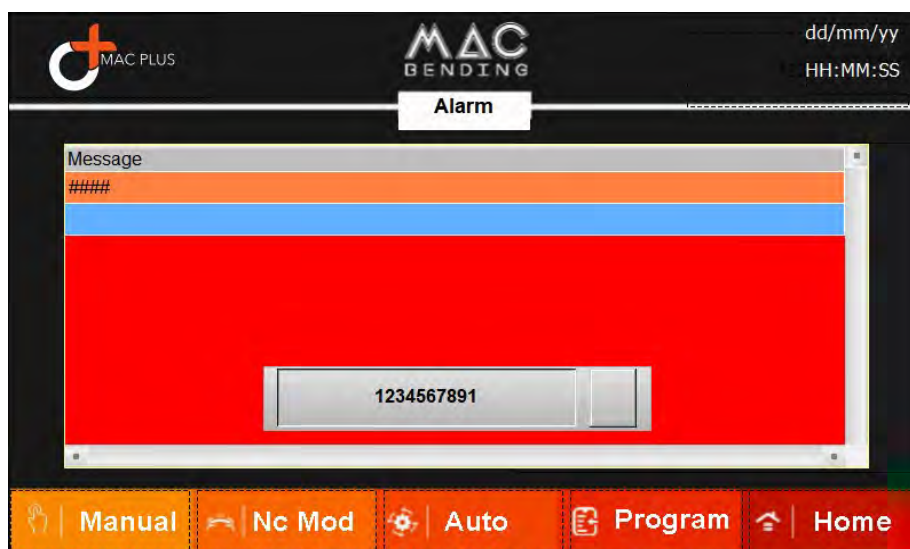 MAC PLUS
MAC
BENDING
dd/mm/yy
HH:MM:SS
Alarm
Message
####
1234567891
Manual
Nc Mod
Auto
Program
Home